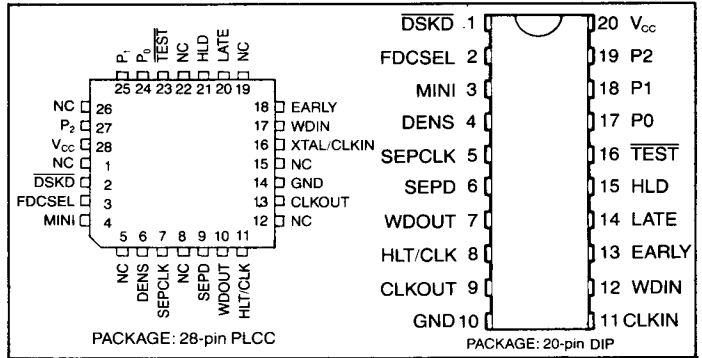 P₁ P₀ TEST NC HLD LATE NC
25 24 23 22 21 20 19
NC 26
P₂ 27
Vcc 28
NC 1
DSKD 2
FDCSEL 3
MINI 4
18 EARLY
17 WDIN
16 XTAL/CLKIN
15 NC
14 GND
13 CLKOUT
12 NC
5 6 7 8 9 10 11
NC DENS SEPCLK NC SEPD WDOUT HLT/CLK
PACKAGE: 28-pin PLCC
DSKD 1
FDCSEL 2
MINI 3
DENS 4
SEPCLK 5
SEPD 6
WDOUT 7
HLT/CLK 8
CLKOUT 9
GND 10
20 Vcc
19 P2
18 P1
17 P0
16 TEST
15 HLD
14 LATE
13 EARLY
12 WDIN
11 CLKIN
PACKAGE: 20-pin DIP